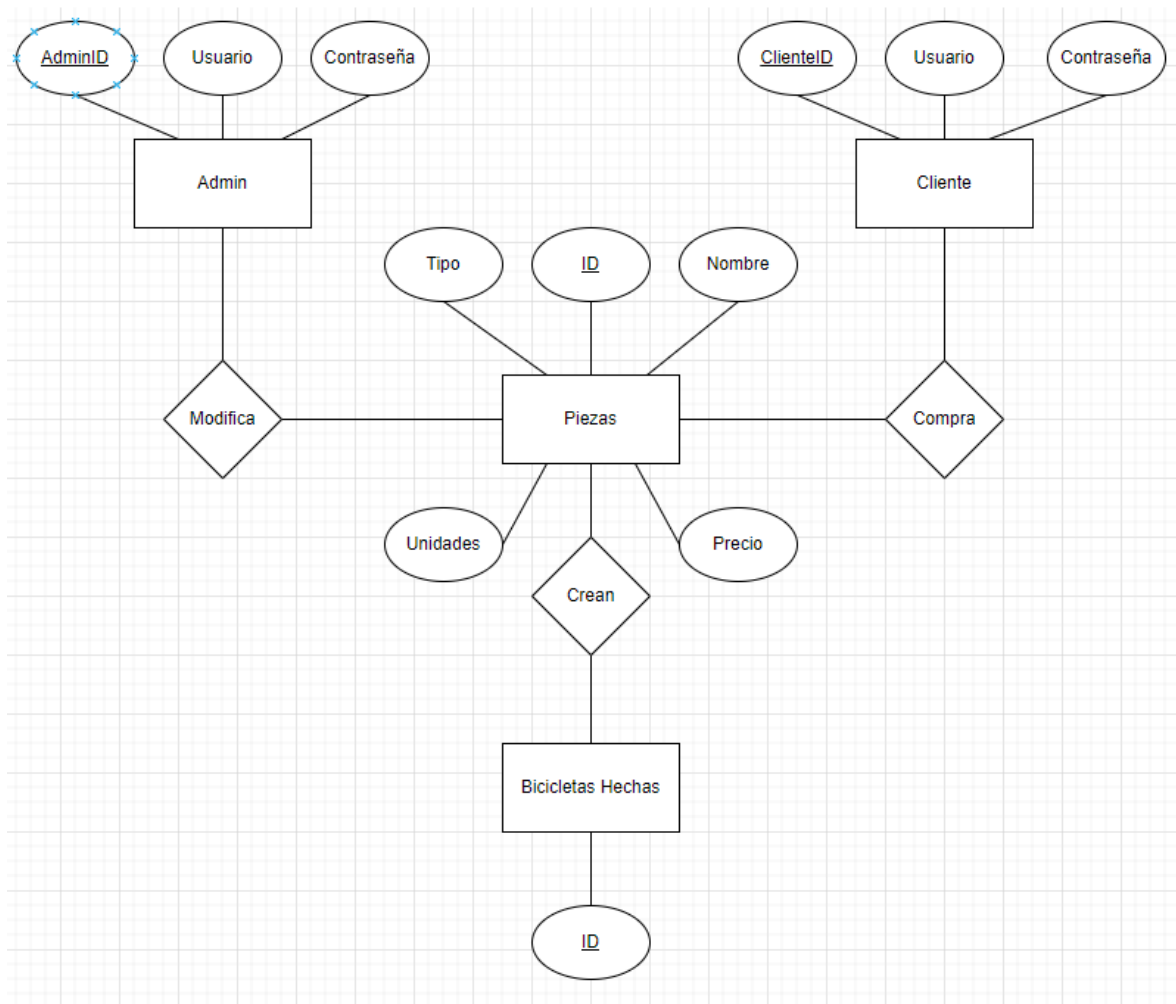 AdminID
Usuario
Contraseña
ClienteID
Usuario
Contraseña
Admin
Cliente
Tipo
ID
Nombre
Modifica
Piezas
Compra
Unidades
Precio
Crean
Bicicletas Hechas
ID